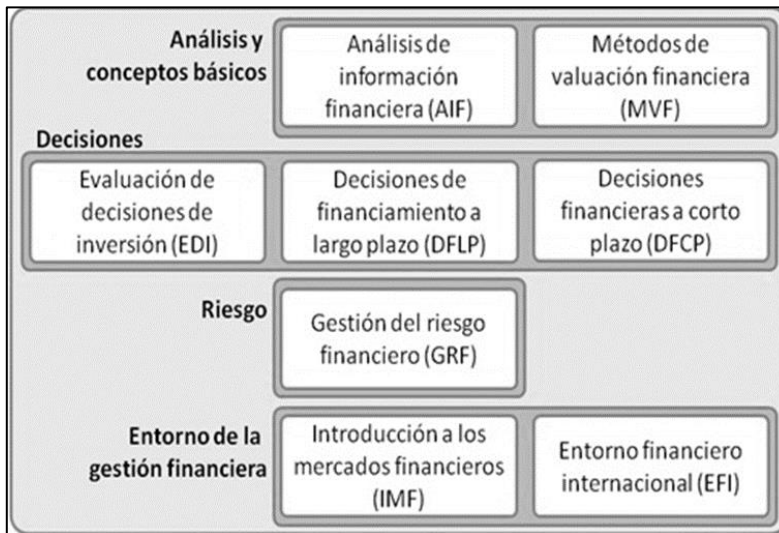 Análisis y
conceptos básicos
Análisis de
información
financiera (AIF)
Métodos de
valuación financiera
(MVF)
Decisiones
Evaluación de
decisiones de
inversión (EDI)
Decisiones de
financiamiento a
largo plazo (DFLP)
Decisiones
financieras a corto
plazo (DFCP)
Riesgo
Gestión del riesgo
financiero (GRF)
Entorno de la
gestión financiera
Introducción a los
mercados financieros
(IMF)
Entorno financiero
internacional (EFI)